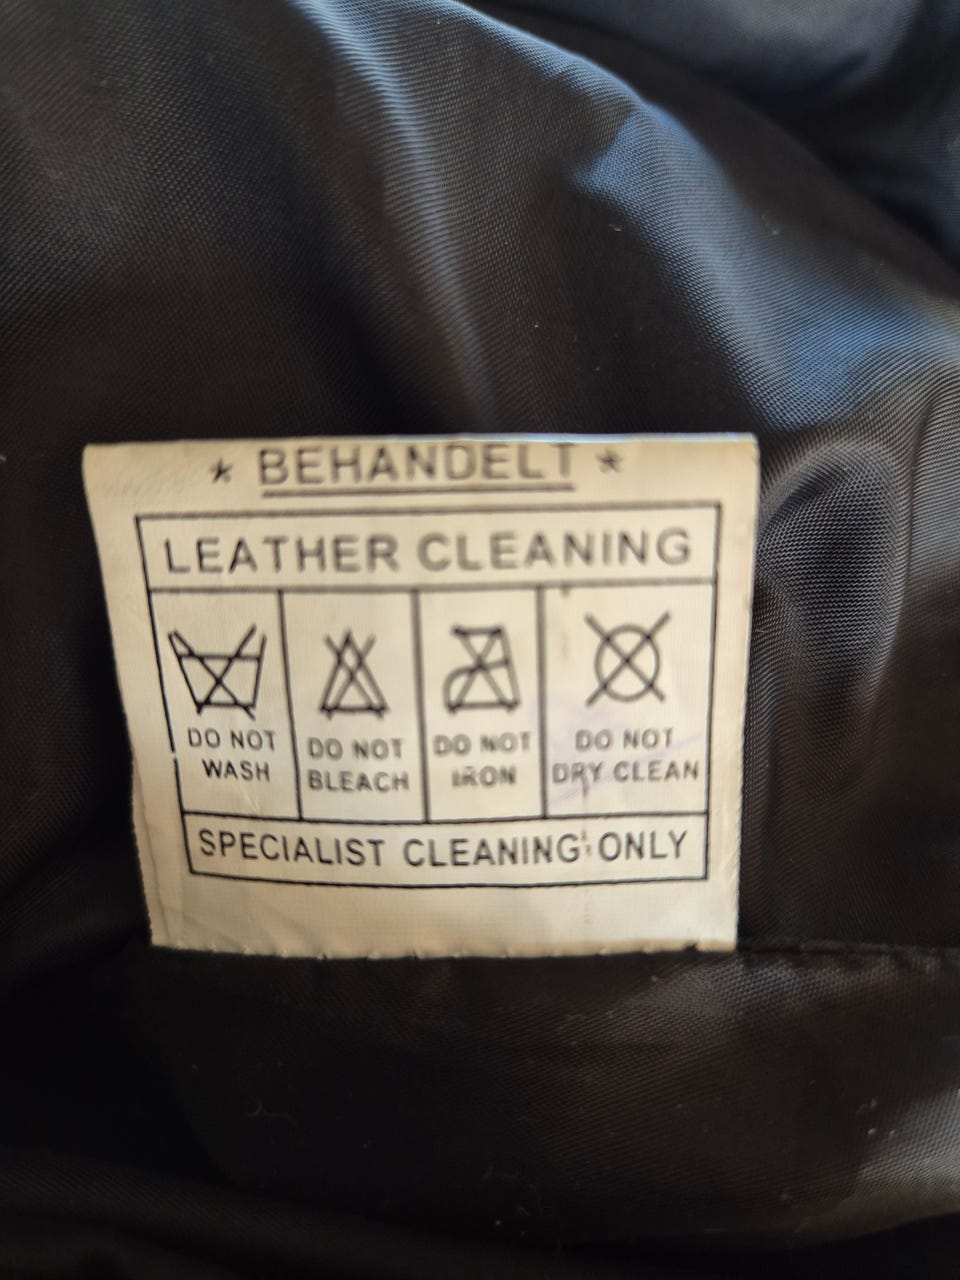 * BEHANDELT *
LEATHER CLEANING
DO NOT WASH
DO NOT BLEACH
DO NOT IRON
DO NOT DRY CLEAN
SPECIALIST CLEANING ONLY